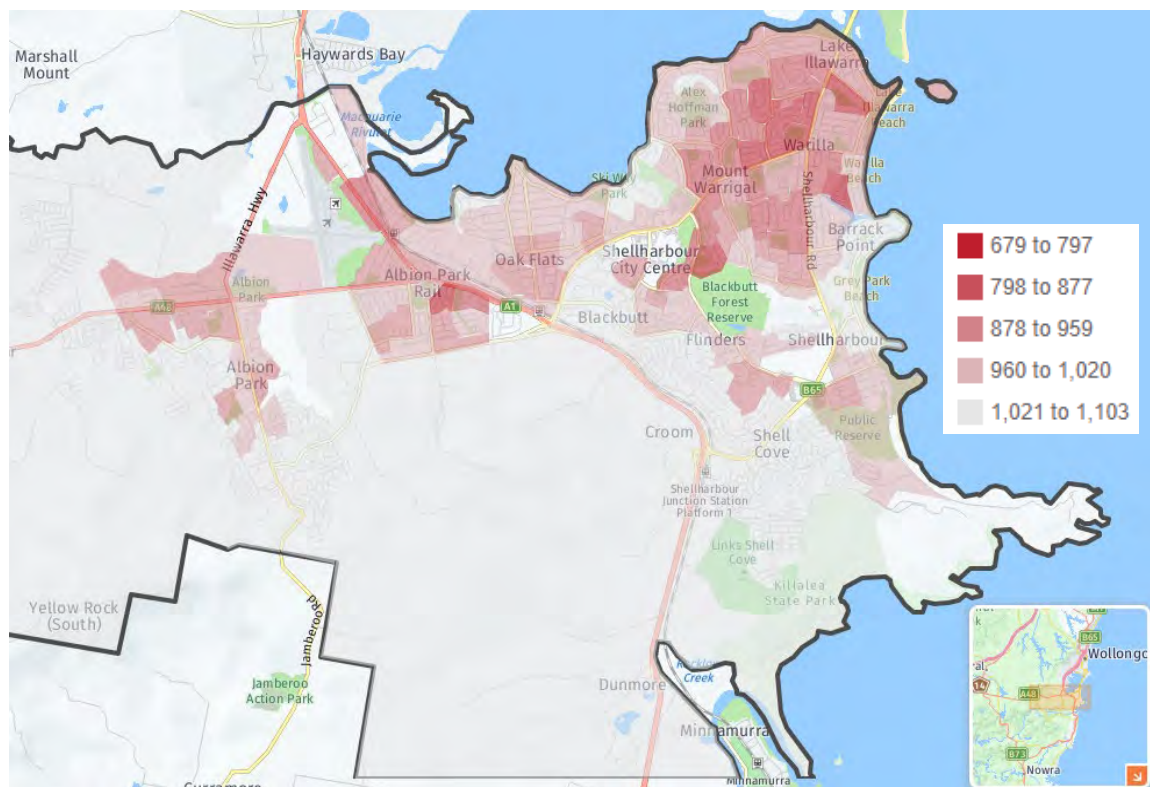 Marshall
Mount
Haywards Bay
Macquarie
Rivulet
Illawarra Hwy
A48
Albion
Park
Albion
Park
Albion Park
Rail
Oak Flats
A1
Ski Way
Park
Alex
Hoffman
Park
Lake
Illawarra
Lake
Illawarra
Beach
Warilla
Warilla
Beach
Mount
Warrigal
Shellharbour Rd
Barrack
Point
Shellharbour
City Centre
Blackbutt
Forest
Reserve
Grey Park
Beach
Blackbutt
Flinders
Shellharbour
B65
Public
Reserve
Croom
Shell
Cove
Shellharbour
Junction Station
Platform 1
Links Shell
Cove
Killalea
State Park
Yellow Rock
(South)
Jamberoo Rd
Jamberoo
Action Park
Dunmore
Creek
Minnamurra
Minnamurra
679 to 797
798 to 877
878 to 959
960 to 1,020
1,021 to 1,103
B65
Wollongo
A48
B73
Nowra